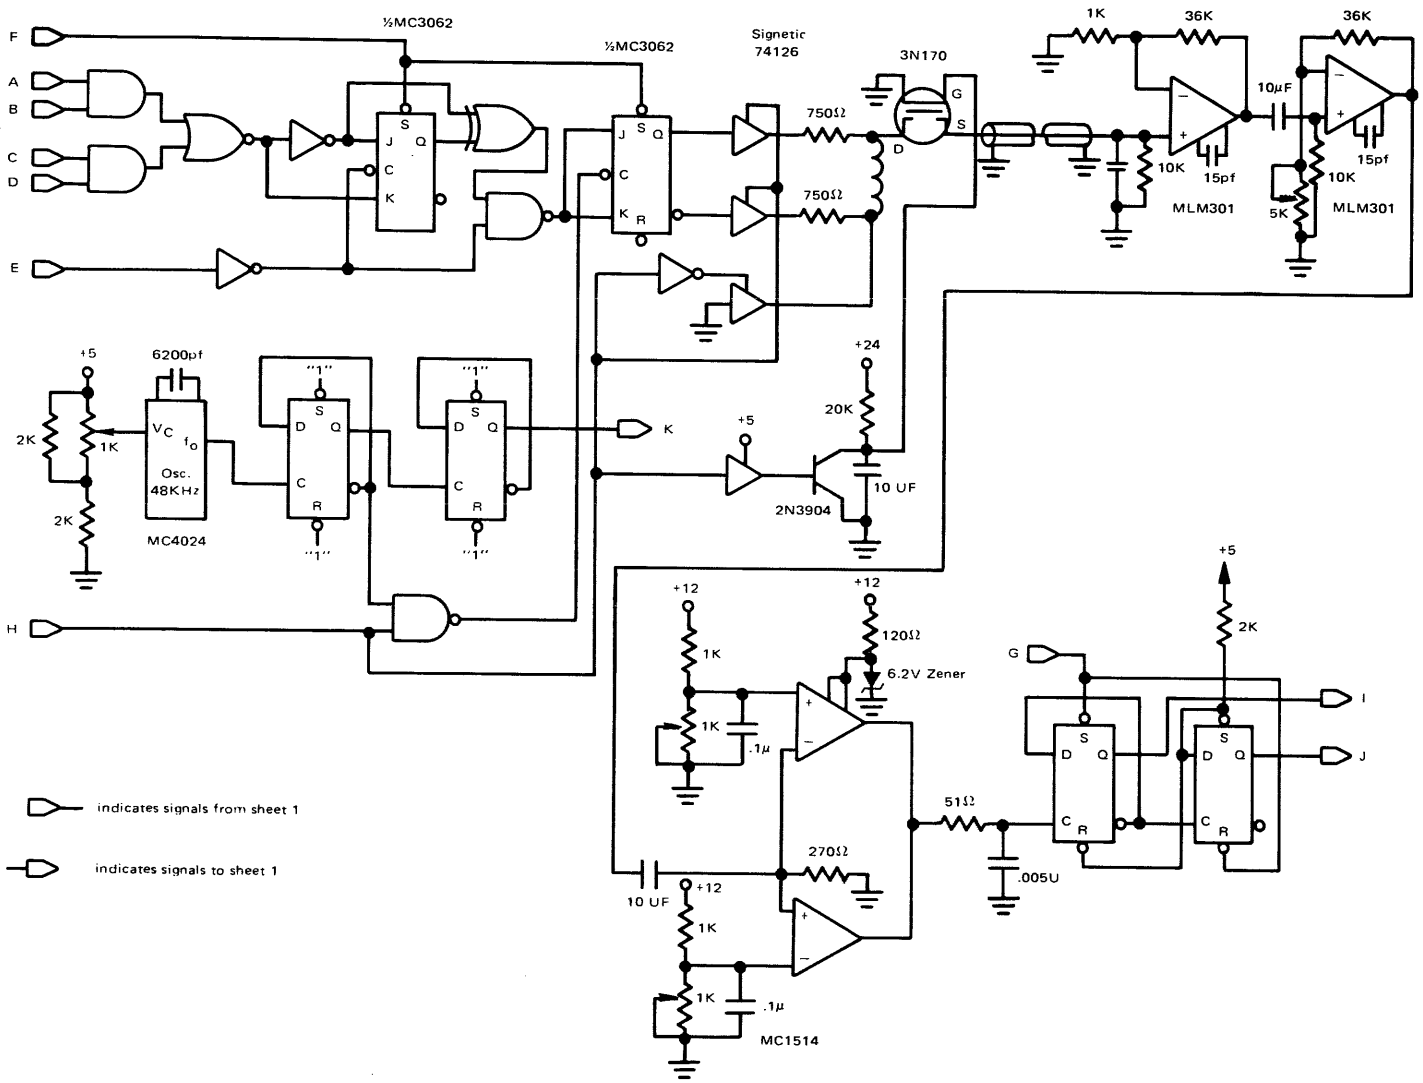 F
½MC3062
½MC3062
Signetic
74126
3N170
1K
36K
36K
A
B
C
D
E
S
J
Q
C
K
J
S
Q
C
K
R
750Ω
750Ω
G
S
D
10µF
10K
15pf
MLM301
5K
10K
15pf
MLM301
+5
6200pf
2K
1K
2K
VC
fo
Osc.
48KHz
MC4024
"1"
S
D
Q
C
R
"1"
"1"
S
D
Q
C
R
"1"
K
+24
20K
+5
10 UF
2N3904
H
+12
1K
1K
.1µ
+12
120Ω
6.2V Zener
+
−
270Ω
10 UF
+12
1K
1K
.1µ
+
−
MC1514
51Ω
.005U
+5
2K
G
S
D
Q
C
R
S
D
Q
C
R
I
J
indicates signals from sheet 1
indicates signals to sheet 1